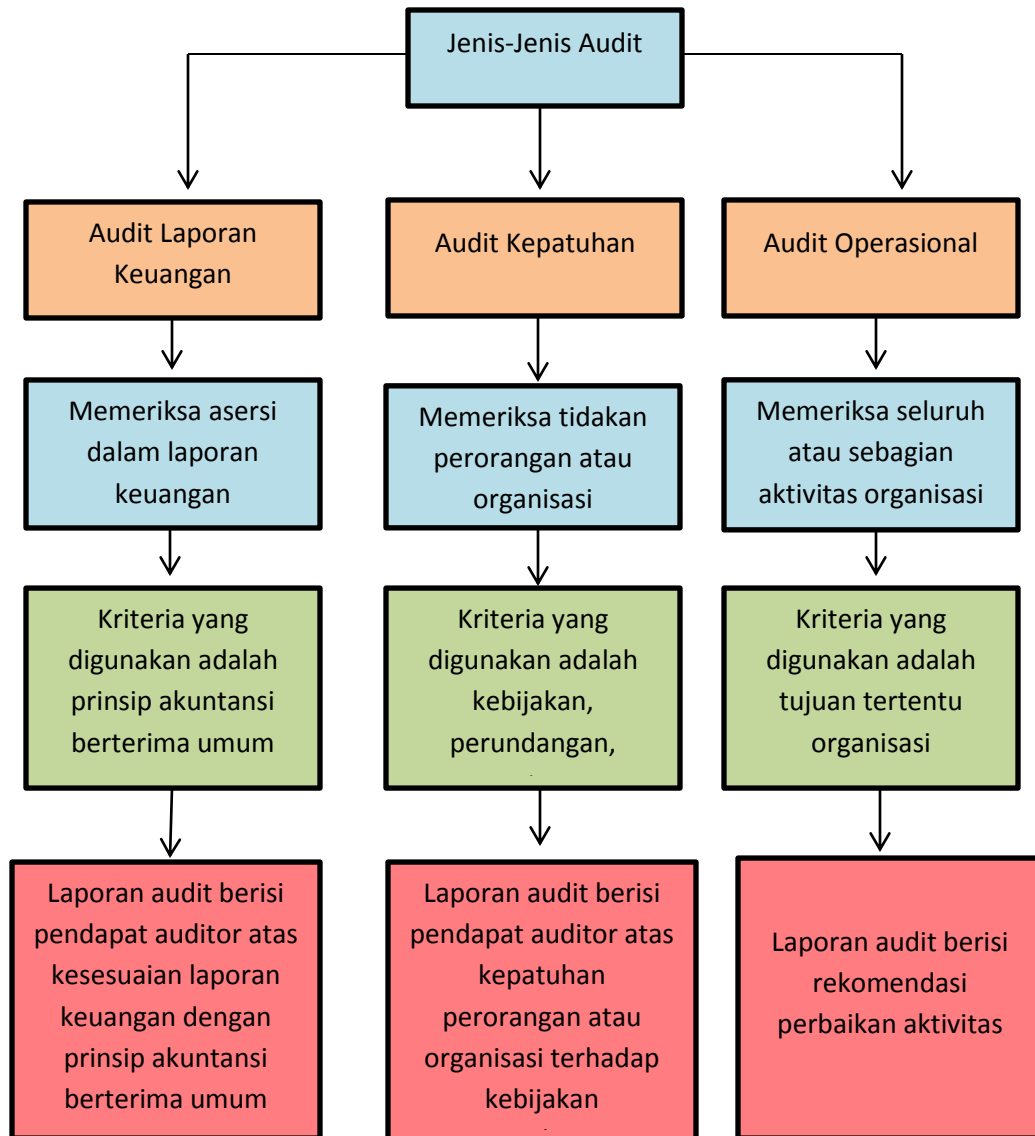 Jenis-Jenis Audit
Audit Laporan
Keuangan
Audit Kepatuhan
Audit Operasional
Memeriksa asersi
dalam laporan
keuangan
Memeriksa tidakan
perorangan atau
organisasi
Memeriksa seluruh
atau sebagian
aktivitas organisasi
Kriteria yang
digunakan adalah
prinsip akuntansi
berterima umum
Kriteria yang
digunakan adalah
kebijakan,
perundangan,
Kriteria yang
digunakan adalah
tujuan tertentu
organisasi
Laporan audit berisi
pendapat auditor atas
kesesuaian laporan
keuangan dengan
prinsip akuntansi
berterima umum
Laporan audit berisi
pendapat auditor atas
kepatuhan
perorangan atau
organisasi terhadap
kebijakan
Laporan audit berisi
rekomendasi
perbaikan aktivitas